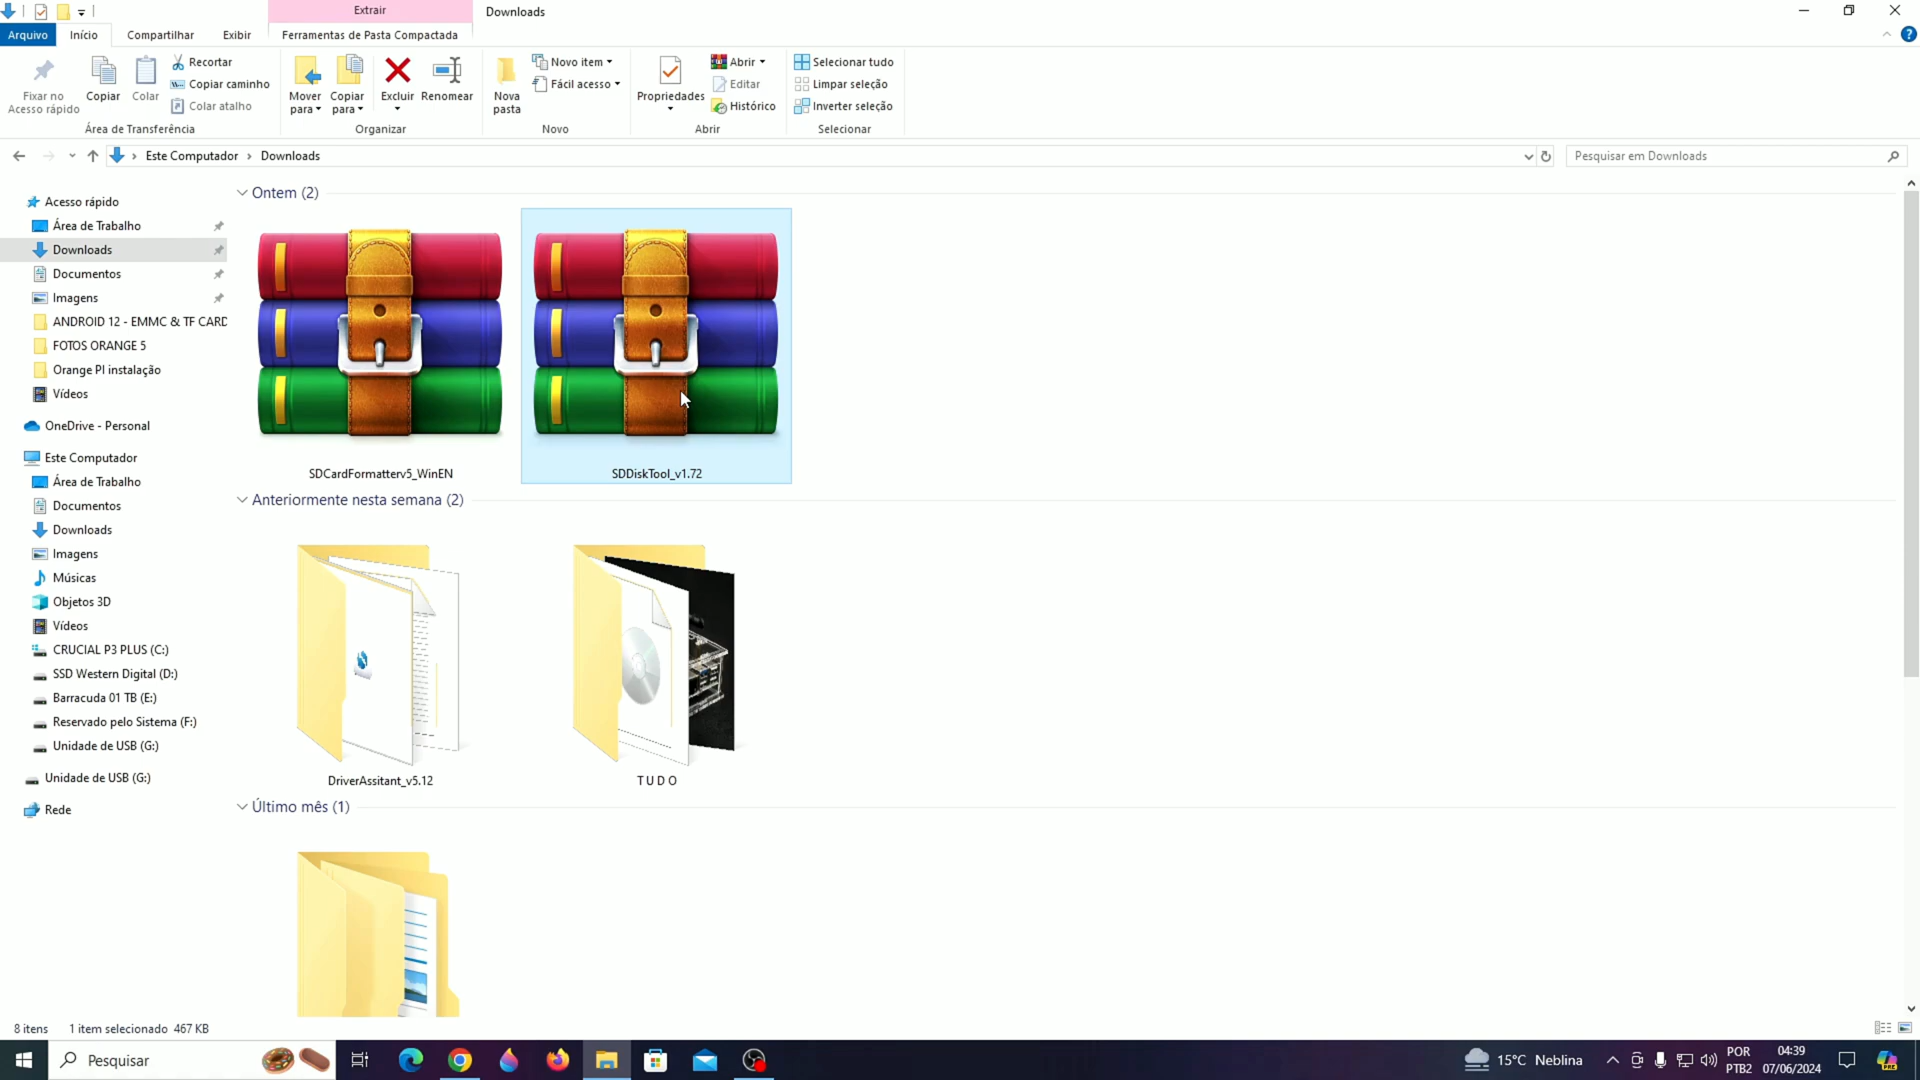 Extrair
Downloads
Arquivo
Início
Compartilhar
Exibir
Ferramentas de Pasta Compactada
Fixar no
Acesso rápido
Copiar
Colar
Recortar
Copiar caminho
Colar atalho
Área de Transferência
Mover
para
Copiar
para
Excluir
Renomear
Organizar
Nova
pasta
Novo item
Fácil acesso
Novo
Propriedades
Abrir
Editar
Histórico
Abrir
Selecionar tudo
Limpar seleção
Inverter seleção
Selecionar
Este Computador
Downloads
Pesquisar em Downloads
Acesso rápido
Área de Trabalho
Downloads
Documentos
Imagens
ANDROID 12 - EMMC & TF CARD
FOTOS ORANGE 5
Orange PI instalação
Vídeos
OneDrive - Personal
Este Computador
Área de Trabalho
Documentos
Downloads
Imagens
Músicas
Objetos 3D
Vídeos
CRUCIAL P3 PLUS (C:)
SSD Western Digital (D:)
Barracuda 01 TB (E:)
Reservado pelo Sistema (F:)
Unidade de USB (G:)
Unidade de USB (G:)
Rede
Ontem (2)
SDCardFormatterv5_WinEN
SDDiskTool_v1.72
Anteriormente nesta semana (2)
DriverAssitant_v5.12
T U D O
Último mês (1)
8 itens
1 item selecionado 467 KB
Pesquisar
15°C Neblina
POR
PTB2
04:39
07/06/2024
PRE